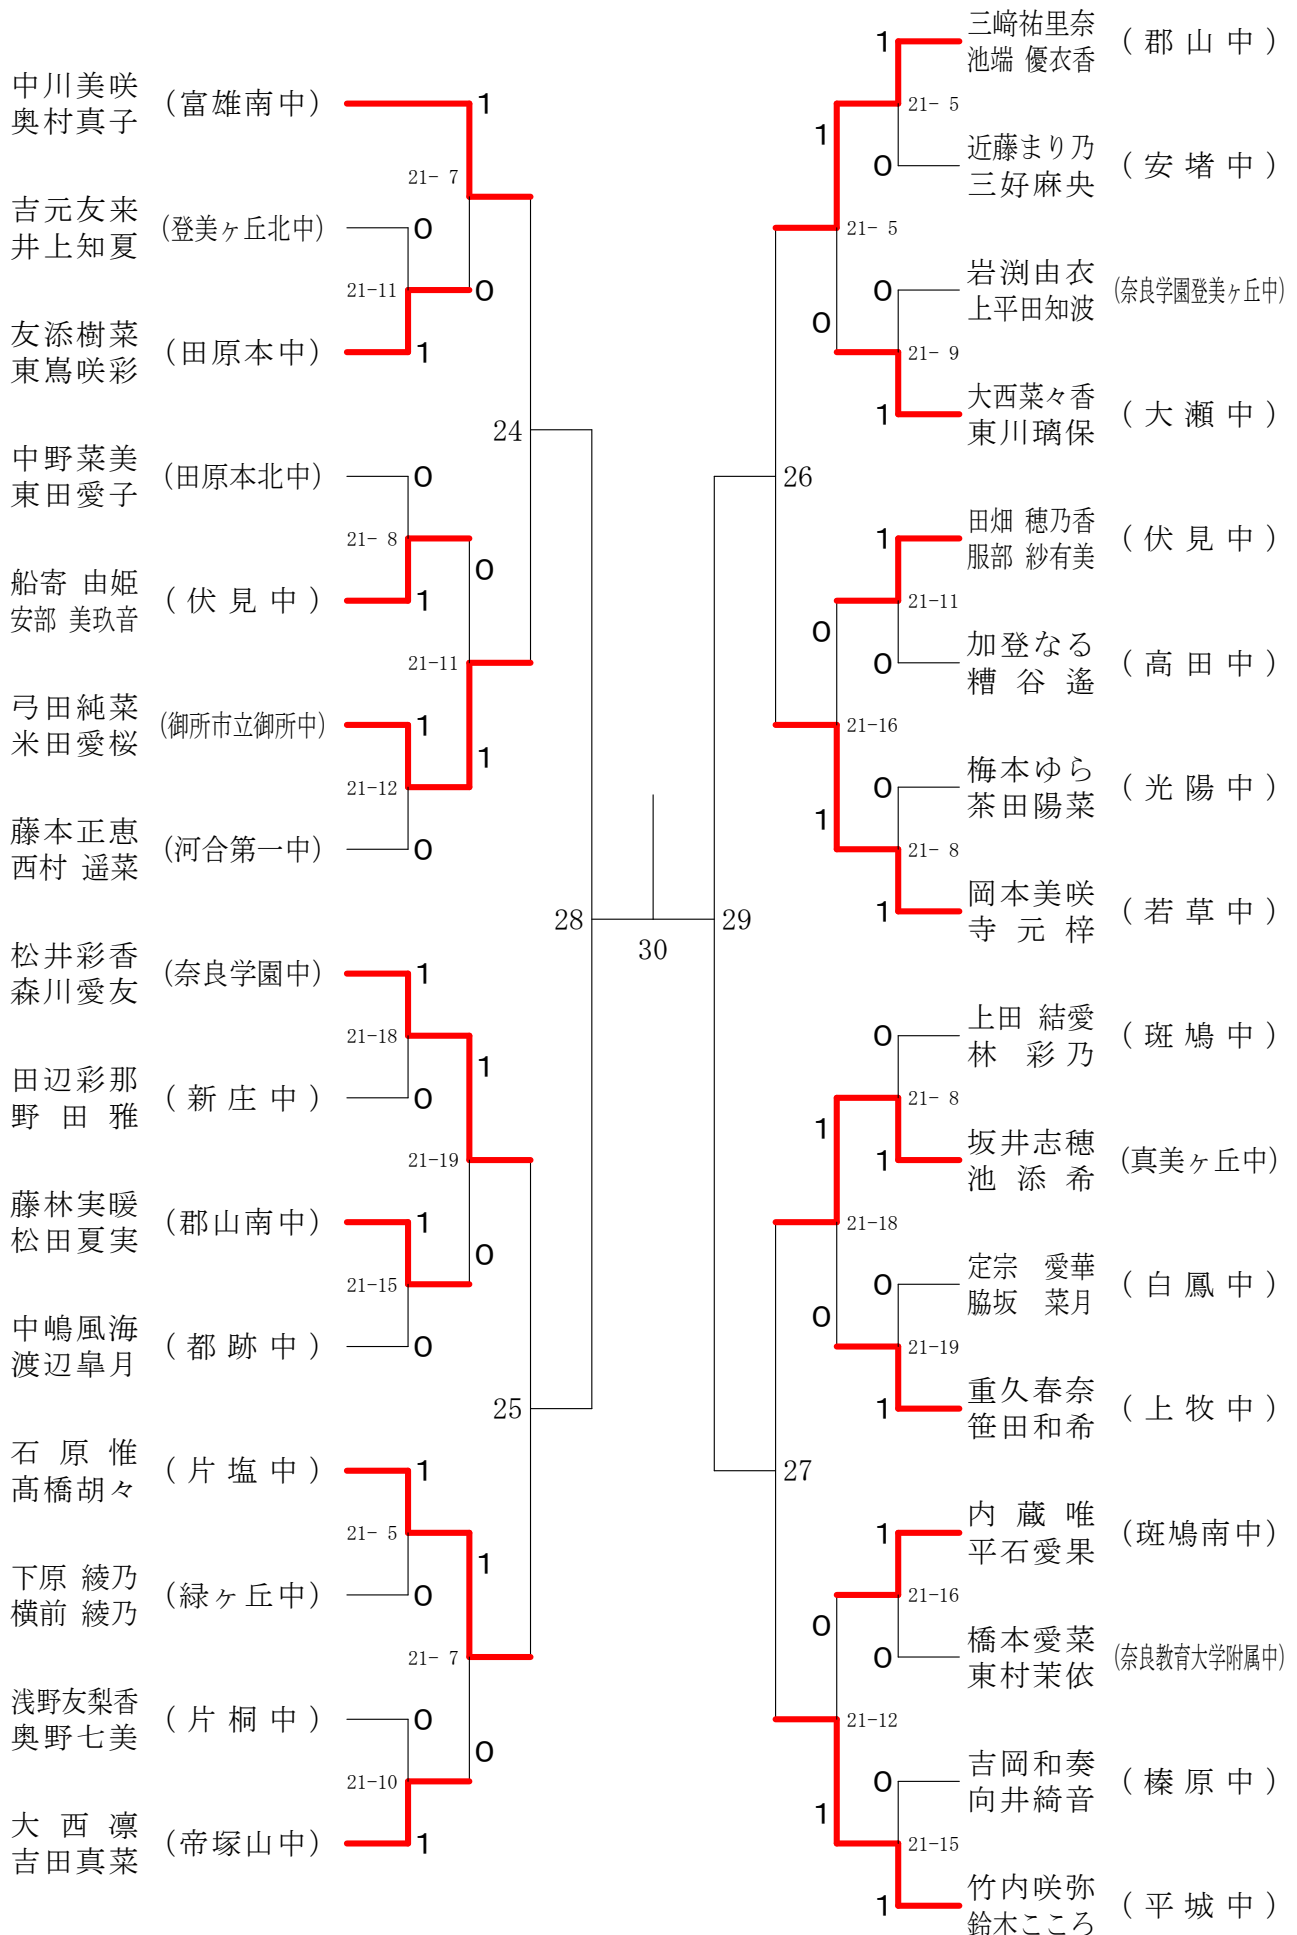 中川美咲
奥村真子
(富雄南中)
1
21- 7
吉元友来
井上知夏
(登美ヶ丘北中)
0
21-11
0
友添樹菜
東嶌咲彩
(田原本中)
1
24
中野菜美
東田愛子
(田原本北中)
0
21- 8
0
船寄 由姫
安部 美玖音
(伏見中)
1
21-11
弓田純菜
米田愛桜
(御所市立御所中)
1
21-12
1
藤本正恵
西村 遥菜
(河合第一中)
0
28
松井彩香
森川愛友
(奈良学園中)
1
21-18
1
田辺彩那
野田雅
(新庄中)
0
21-19
藤林実暖
松田夏実
(郡山南中)
1
21-15
0
中嶋風海
渡辺皐月
(都跡中)
0
25
石原惟
髙橋胡々
(片塩中)
1
21- 5
1
下原 綾乃
横前 綾乃
(緑ヶ丘中)
0
21- 7
浅野友梨香
奥野七美
(片桐中)
0
21-10
0
大西凛
吉田真菜
(帝塚山中)
1
30
三﨑祐里奈
池端 優衣香
(郡山中)
1
21- 5
1
近藤まり乃
三好麻央
(安堵中)
0
21- 5
岩渕由衣
上平田知波
(奈良学園登美ヶ丘中)
0
21- 9
0
大西菜々香
東川璃保
(大瀬中)
1
26
田畑 穂乃香
服部 紗有美
(伏見中)
1
21-11
0
加登なる
糟谷遙
(高田中)
0
21-16
梅本ゆら
茶田陽菜
(光陽中)
0
21- 8
1
岡本美咲
寺元梓
(若草中)
1
29
上田 結愛
林 彩乃
(斑鳩中)
0
21- 8
1
坂井志穂
池添希
(真美ヶ丘中)
1
21-18
定宗 愛華
脇坂 菜月
(白鳳中)
0
21-19
0
重久春奈
笹田和希
(上牧中)
1
27
内蔵唯
平石愛果
(斑鳩南中)
1
21-16
0
橋本愛菜
東村茉依
(奈良教育大学附属中)
0
21-12
吉岡和奏
向井綺音
(榛原中)
0
21-15
1
竹内咲弥
鈴木こころ
(平城中)
1